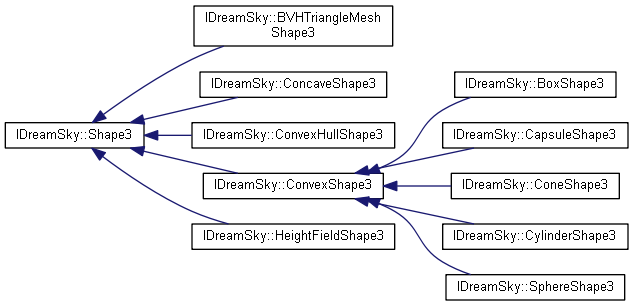 IDreamSky::BVHTriangleMesh
Shape3
IDreamSky::ConcaveShape3
IDreamSky::BoxShape3
IDreamSky::Shape3
IDreamSky::ConvexHullShape3
IDreamSky::CapsuleShape3
IDreamSky::ConvexShape3
IDreamSky::ConeShape3
IDreamSky::HeightFieldShape3
IDreamSky::CylinderShape3
IDreamSky::SphereShape3